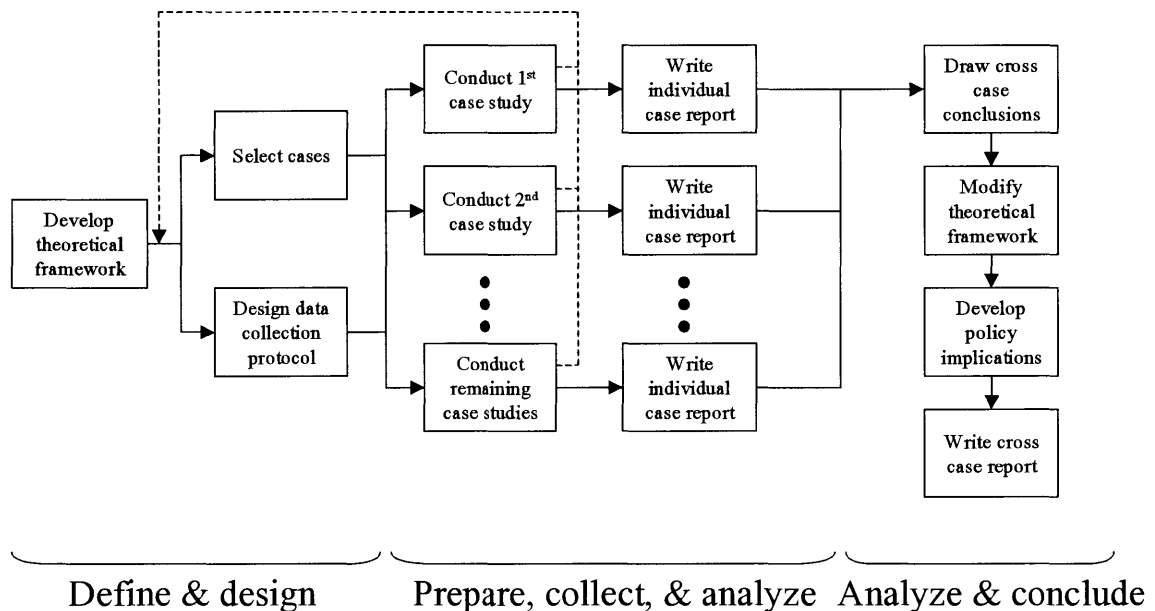 Develop
theoretical
framework
Select cases
Design data
collection
protocol
Conduct 1st
case study
Conduct 2nd
case study
Conduct
remaining
case studies
Write
individual
case report
Write
individual
case report
Write
individual
case report
Draw cross
case
conclusions
Modify
theoretical
framework
Develop
policy
implications
Write cross
case report
Define & design
Prepare, collect, & analyze
Analyze & conclude